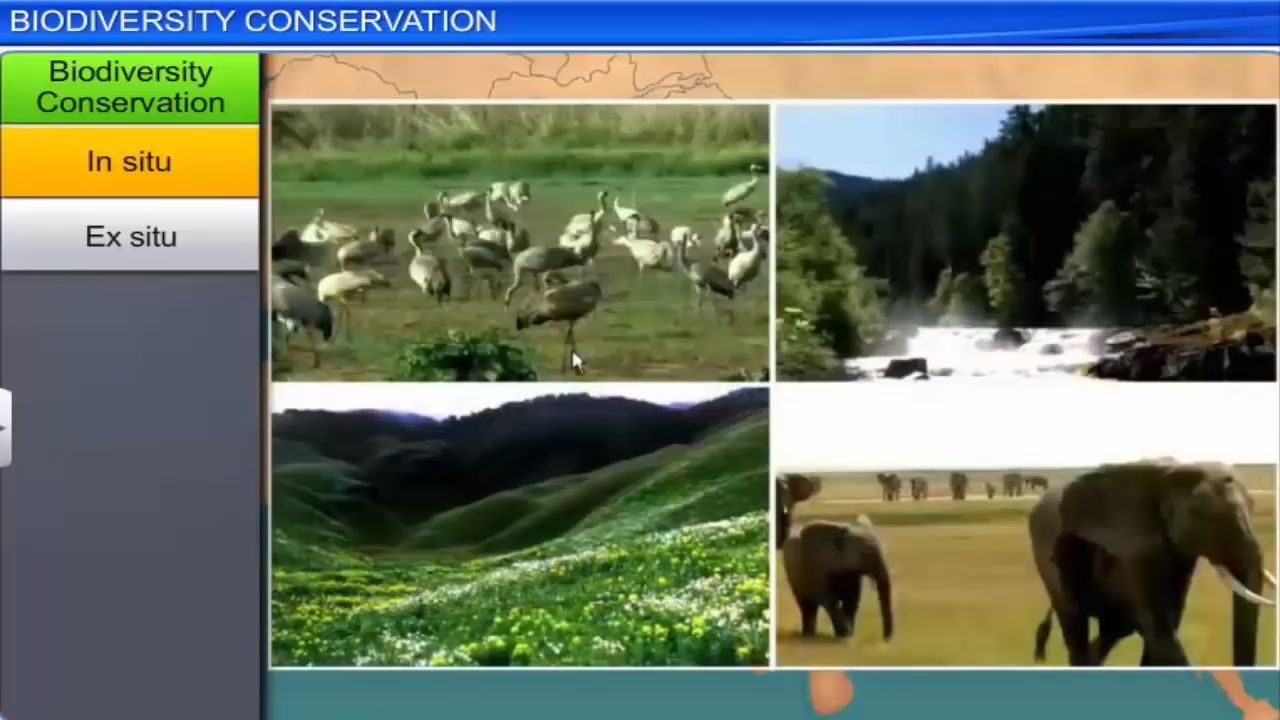 BIODIVERSITY CONSERVATION
Biodiversity
Conservation
In situ
Ex situ